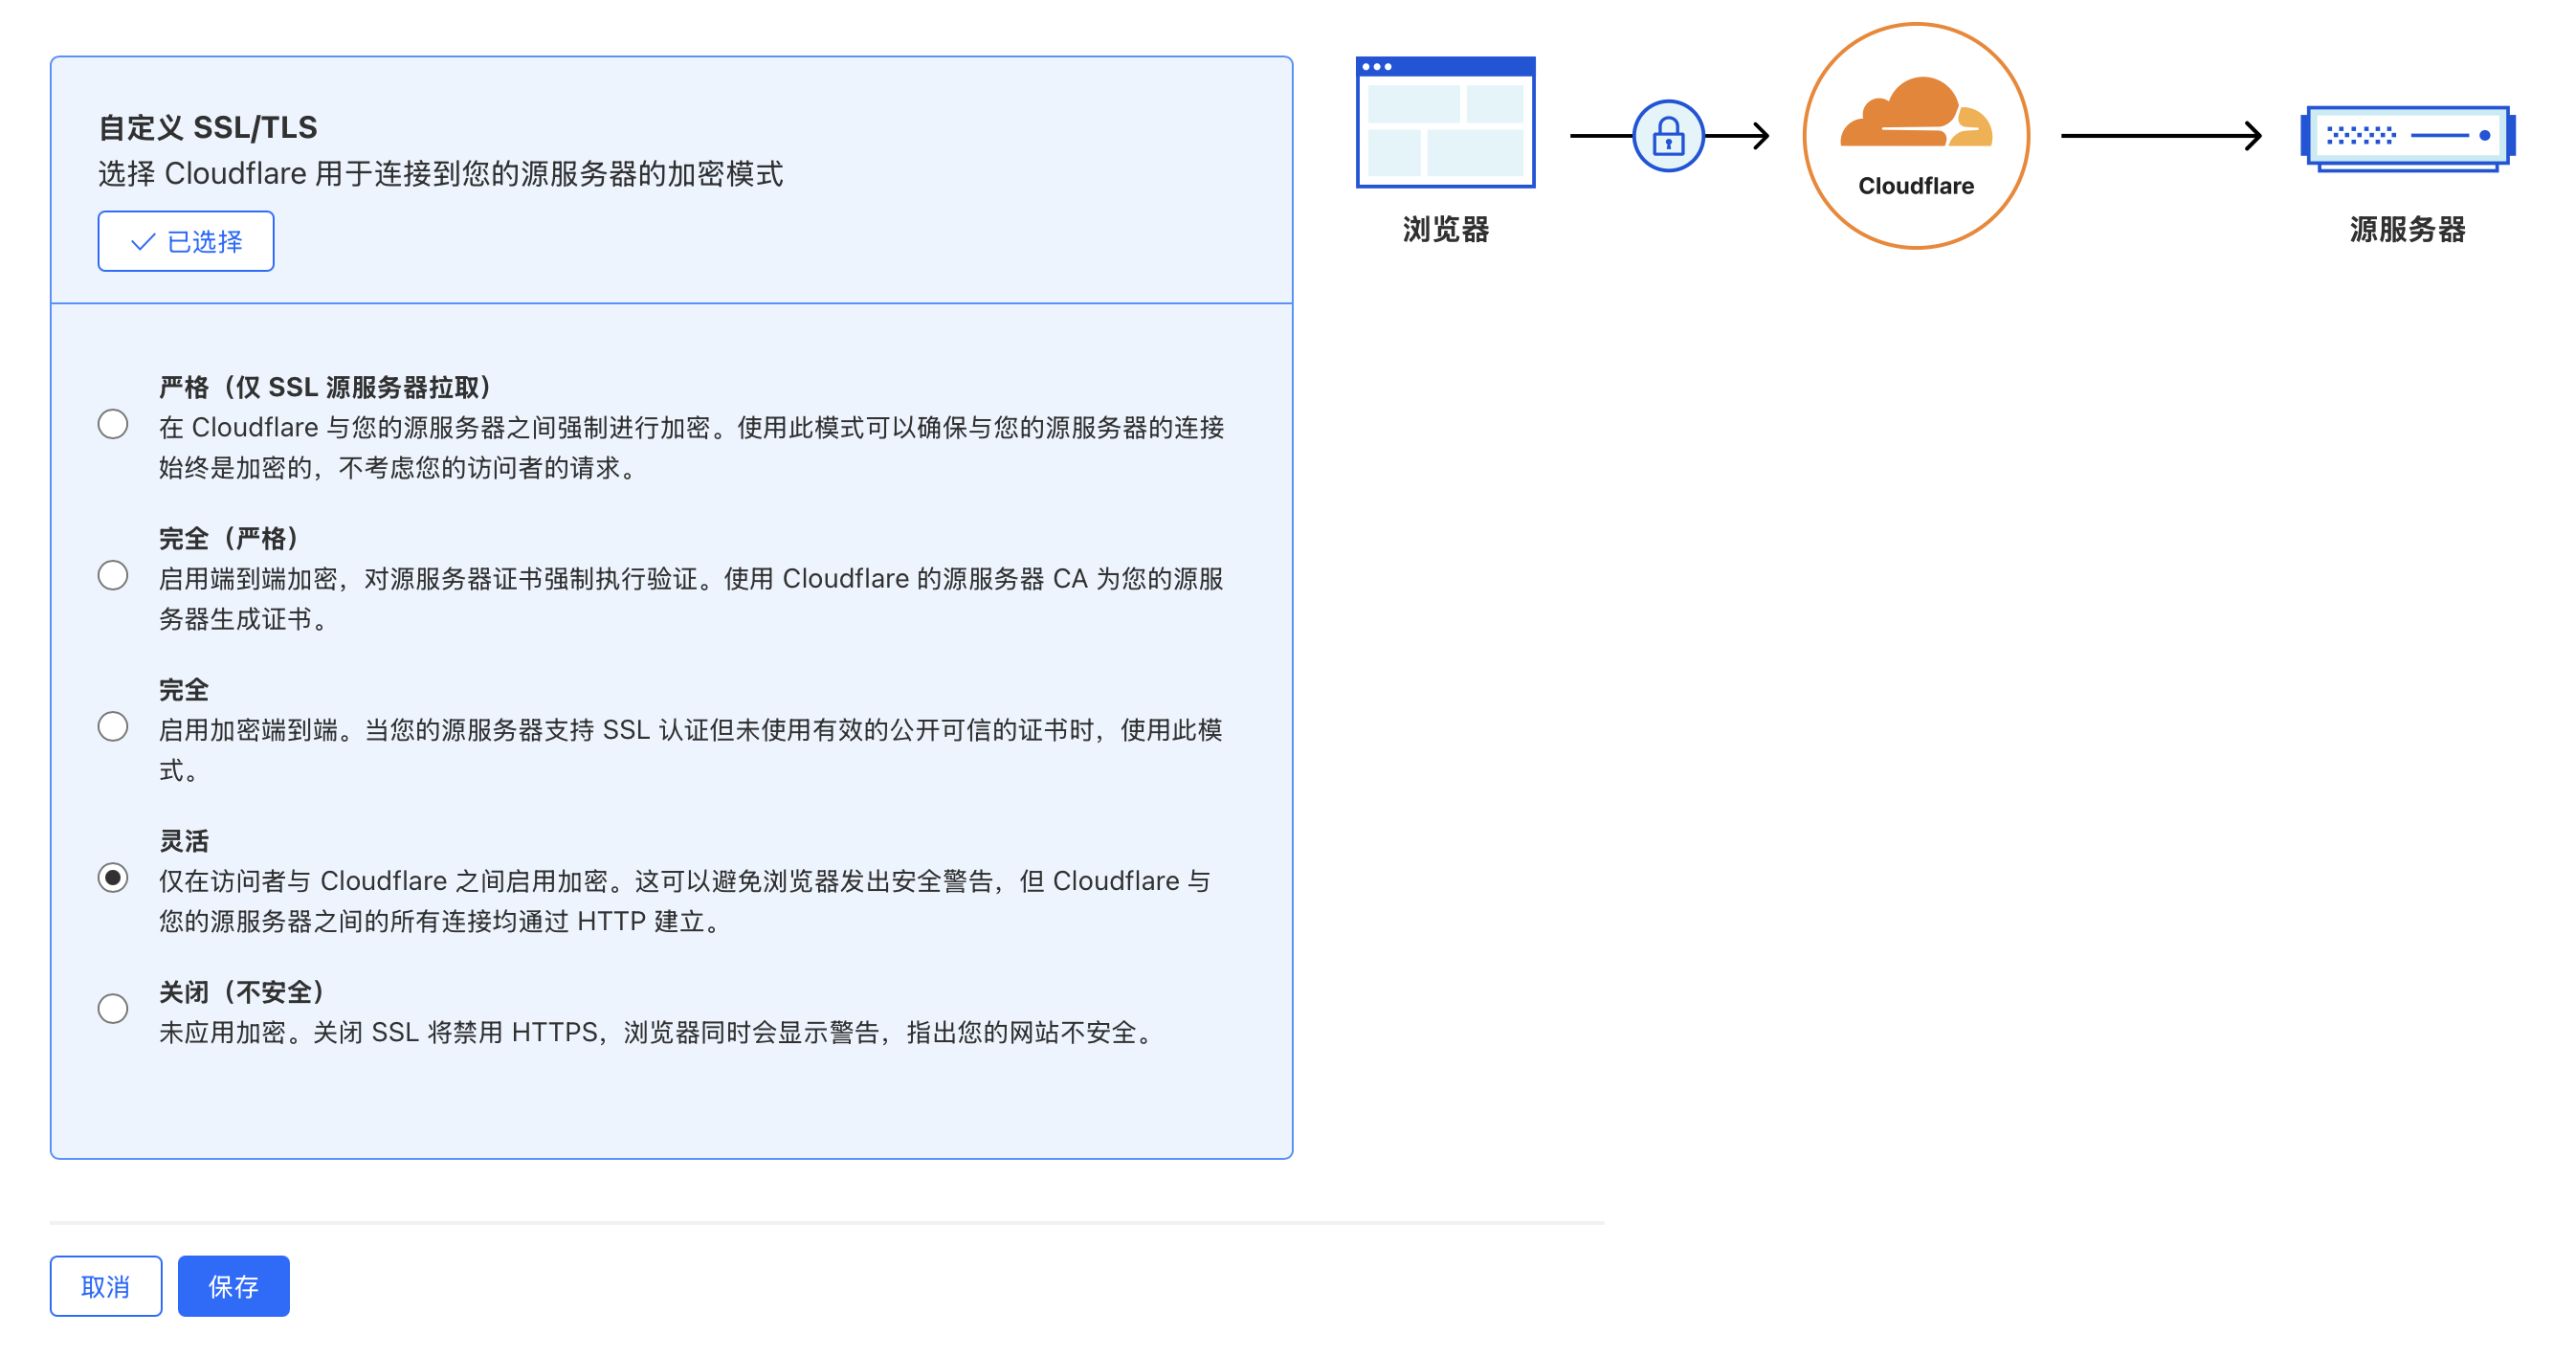 自定义 SSL/TLS
选择 Cloudflare 用于连接到您的源服务器的加密模式
已选择
严格（仅 SSL 源服务器拉取）
在 Cloudflare 与您的源服务器之间强制进行加密。使用此模式可以确保与您的源服务器的连接
始终是加密的，不考虑您的访问者的请求。
完全（严格）
启用端到端加密，对源服务器证书强制执行验证。使用 Cloudflare 的源服务器 CA 为您的源服
务器生成证书。
完全
启用加密端到端。当您的源服务器支持 SSL 认证但未使用有效的公开可信的证书时，使用此模
式。
灵活
仅在访问者与 Cloudflare 之间启用加密。这可以避免浏览器发出安全警告，但 Cloudflare 与
您的源服务器之间的所有连接均通过 HTTP 建立。
关闭（不安全）
未应用加密。关闭 SSL 将禁用 HTTPS，浏览器同时会显示警告，指出您的网站不安全。
取消
保存
浏览器
Cloudflare
源服务器